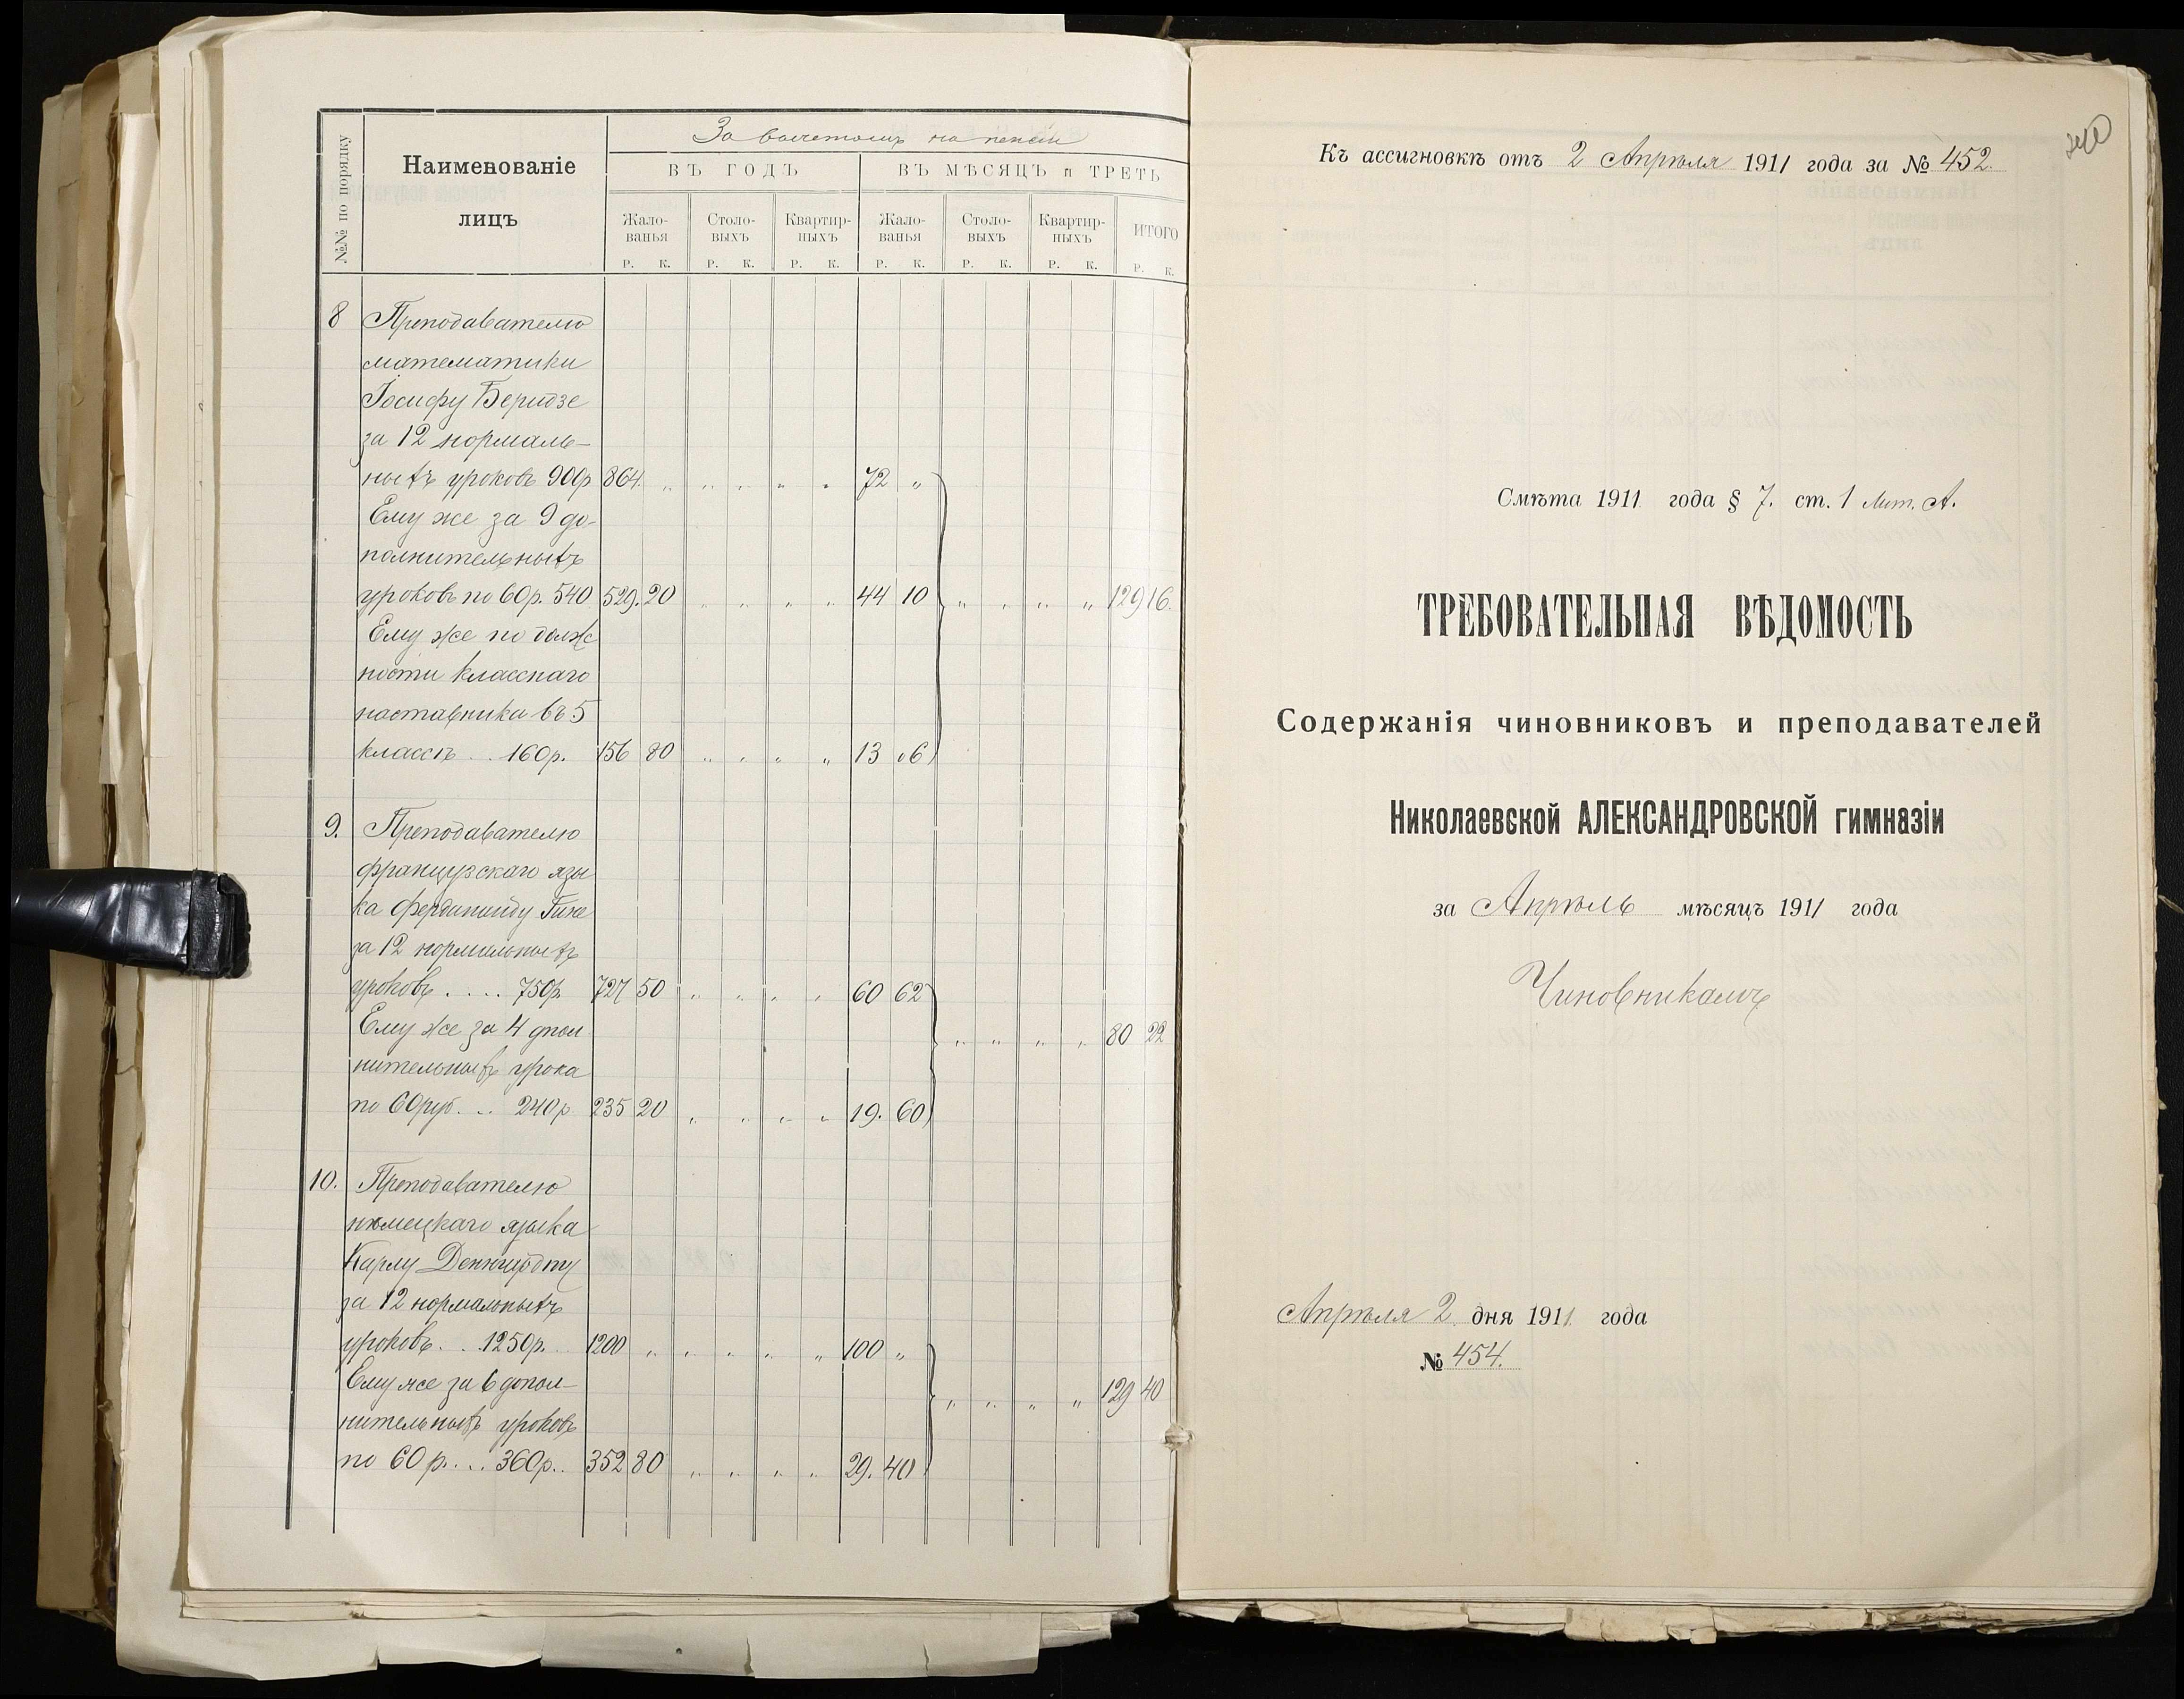 За вычетомъ на пенсіи
№№ по порядку
Наименованіе
лицъ
ВЪ ГОДЪ
ВЪ МѢСЯЦЪ и ТРЕТЬ
Жало-
ванья
Столо-
выхъ
Квартир-
ныхъ
Жало-
ванья
Столо-
выхъ
Квартир-
ныхъ
ИТОГО
Р. К. Р. К. Р. К. Р. К. Р. К. Р. К. Р. К.
8 Преподавателю
математики
Іосифу Беридзе
за 12 нормаль-
ныхъ уроковъ 900р 864. „ „ „ „ „ 72 „
Ему же за 9 до-
полнительныхъ
уроковъ по 60р. 540 529. 20 „ „ „ „ 44 10 „ „ „ „ 129 16.
Ему же по долж
ности класснаго
наставника въ 5
классѣ .. 160р. 156 80 „ „ „ „ 13 06
9. Преподавателю
французскаго язы
ка Фердинанду
за 12 нормальныхъ
уроковъ .... 750р 727 50 „ „ „ „ 60 62
Ему же за 4 допол „ „ „ „ 80 22
нительныхъ урока
по 60 руб. .. 240р 235 20 „ „ „ „ 19. 60
10. Преподавателю
нѣмецкаго языка
Карлу
за 12 нормальныхъ
уроковъ .. 1250р. 1200 „ „ „ „ „ 100 „
Ему же за 6 допол- „ „ „ „ 129 40
нительныхъ уроковъ
по 60 р. .. 360р.. 352 80 „ „ „ „ 29. 40
Къ ассигновкѣ отъ 2 Апрѣля 1911 года за № 452.
Смѣта 1911 года § 7. ст. 1 Лит. А.
ТРЕБОВАТЕЛЬНАЯ ВѢДОМОСТЬ
Содержанія чиновниковъ и преподавателей
Николаевской АЛЕКСАНДРОВСКОЙ гимназіи
за Апрѣль мѣсяцъ 1911 года
Чиновникамъ
Апрѣля 2 дня 1911 года
№ 454.